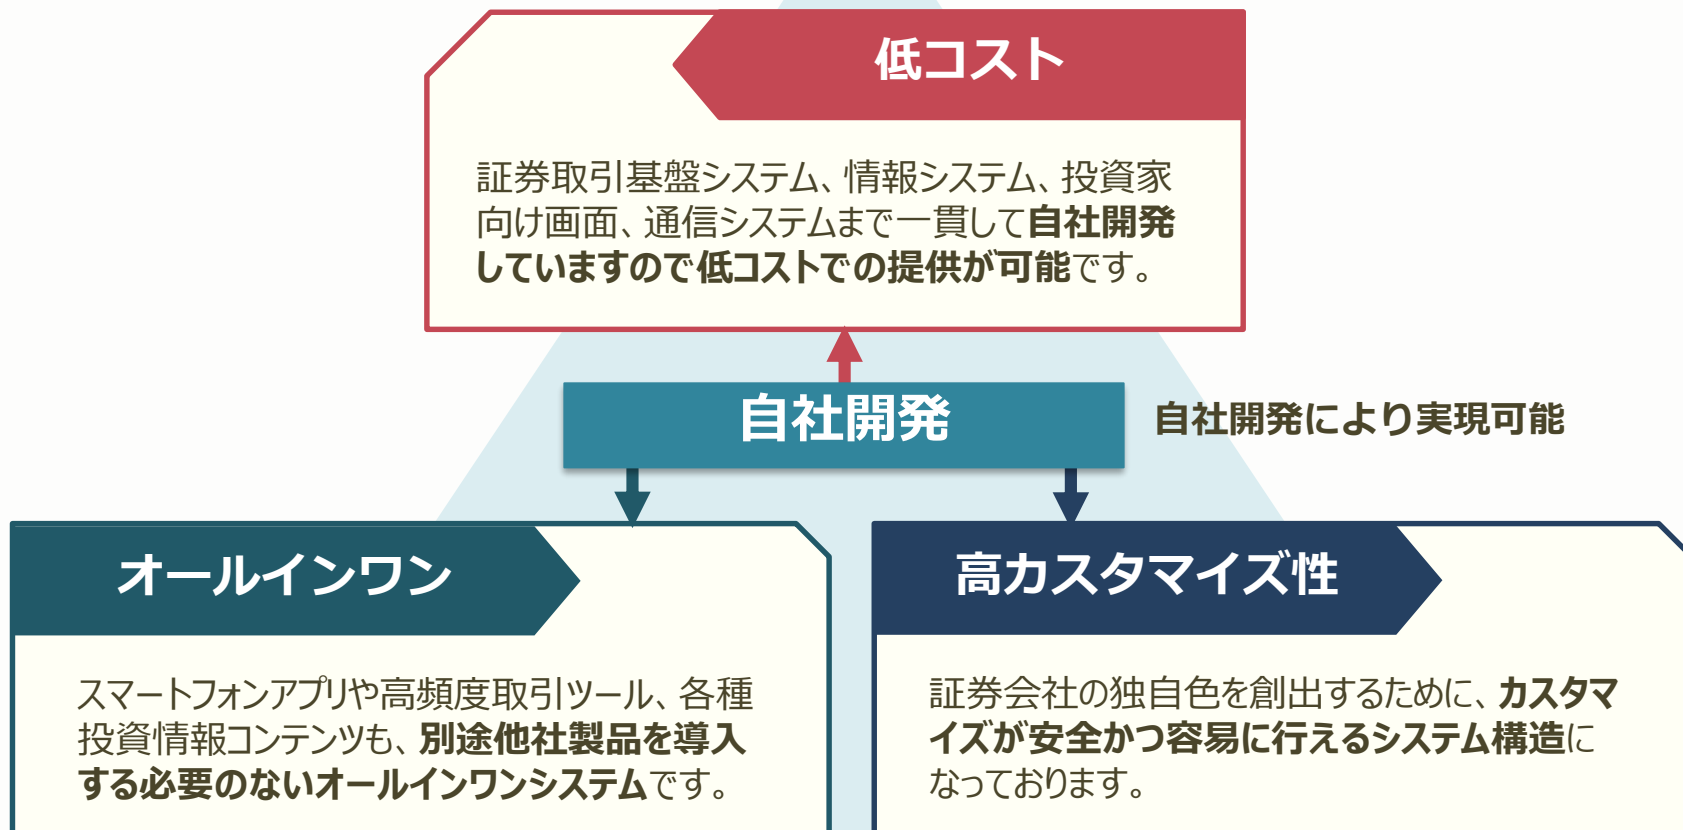 低コスト
証券取引基盤システム、情報システム、投資家
向け画面、通信システムまで一貫して自社開発
していますので低コストでの提供が可能です。
自社開発
自社開発により実現可能
オールインワン
スマートフォンアプリや高頻度取引ツール、各種
投資情報コンテンツも、別途他社製品を導入
する必要のないオールインワンシステムです。
高カスタマイズ性
証券会社の独自色を創出するために、カスタマ
イズが安全かつ容易に行えるシステム構造に
なっております。